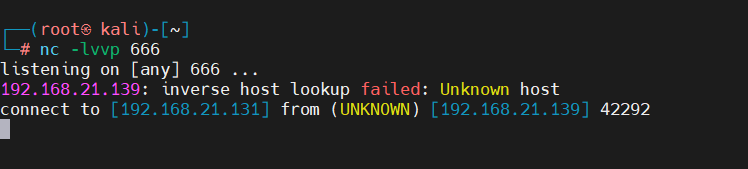 ┌──(root㉿ kali)-[~]
└─# nc -lvvp 666
listening on [any] 666 ...
192.168.21.139: inverse host lookup failed: Unknown host
connect to [192.168.21.131] from (UNKNOWN) [192.168.21.139] 42292